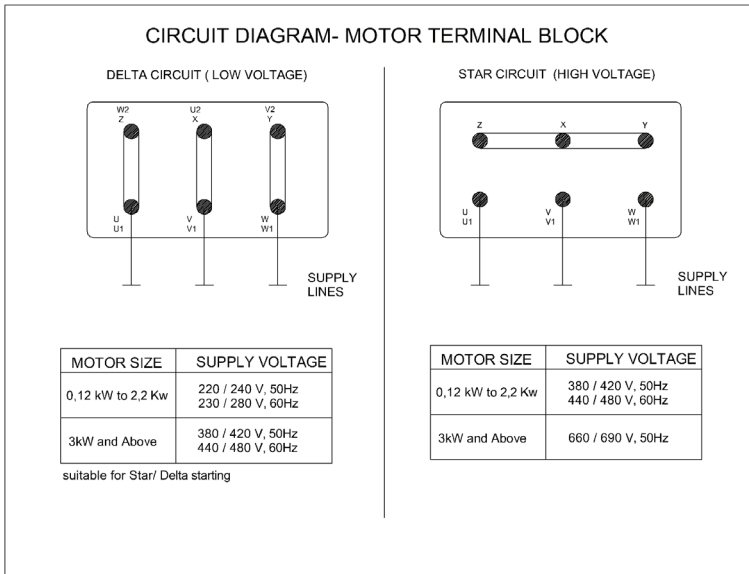 CIRCUIT DIAGRAM- MOTOR TERMINAL BLOCK
DELTA CIRCUIT ( LOW VOLTAGE)
W2 U2 V2
Z X Y
U V W
U1 V1 W1
SUPPLY
LINES
MOTOR SIZE SUPPLY VOLTAGE
0,12 kW to 2,2 Kw 220 / 240 V, 50Hz
230 / 280 V, 60Hz
3kW and Above 380 / 420 V, 50Hz
440 / 480 V, 60Hz
suitable for Star/ Delta starting
STAR CIRCUIT (HIGH VOLTAGE)
Z X Y
U V W
U1 V1 W1
SUPPLY
LINES
MOTOR SIZE SUPPLY VOLTAGE
0,12 kW to 2,2 Kw 380 / 420 V, 50Hz
440 / 480 V, 60Hz
3kW and Above 660 / 690 V, 50Hz